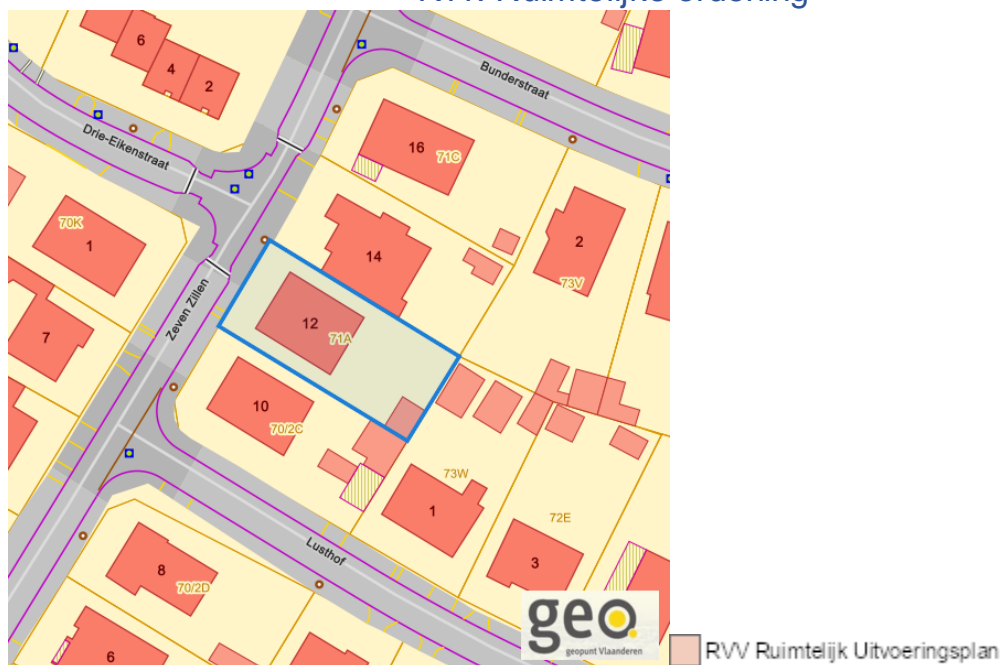 RVV Ruimtelijke ordening
6
4
2
Bunderstraat
Drie-Eikenstraat
16
71C
70K
1
14
2
73V
Zeven Zillen
12
71A
7
10
70/2C
73W
1
72E
3
Lusthof
8
70/2D
6
geo
geopunt Vlaanderen
RVV Ruimtelijk Uitvoeringsplan